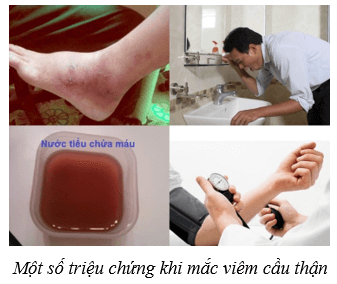 Nước tiểu chứa máu
Một số triệu chứng khi mắc viêm cầu thận